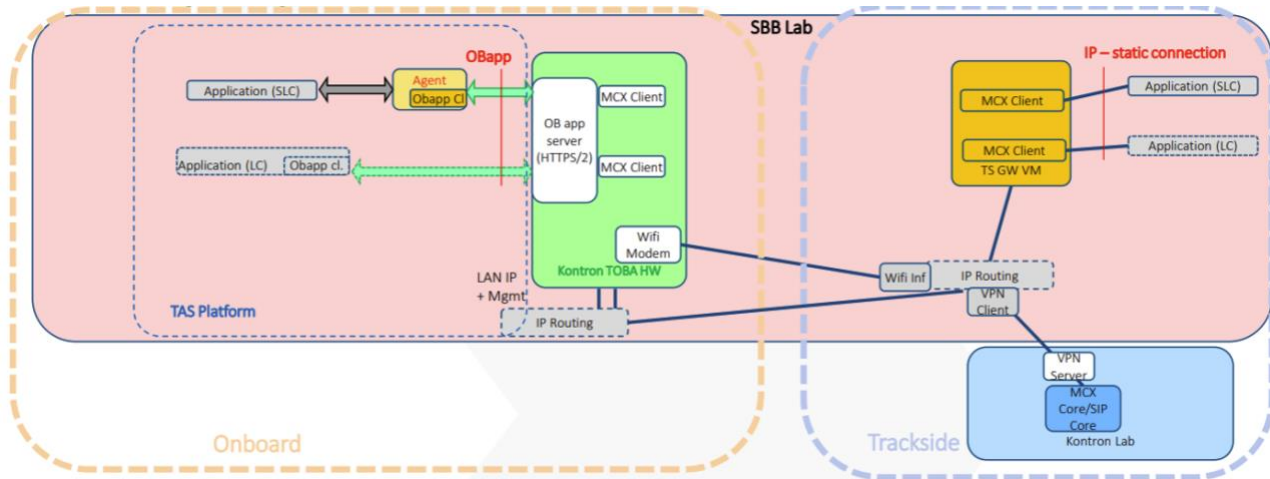 SBB Lab
OBapp
IP – static connection
Agent
Obapp Cl
Application (SLC)
MCX Client
OB app
server
(HTTPS/2)
MCX Client
Application (SLC)
Application (LC)
Obapp cl.
MCX Client
MCX Client
TS GW VM
Application (LC)
Wifi
Modem
Kontron TOBA HW
LAN IP
+ Mgmt
Wifi Inf
IP Routing
VPN
Client
TAS Platform
IP Routing
VPN
Server
MCX
Core/SIP
Core
Kontron Lab
Onboard
Trackside